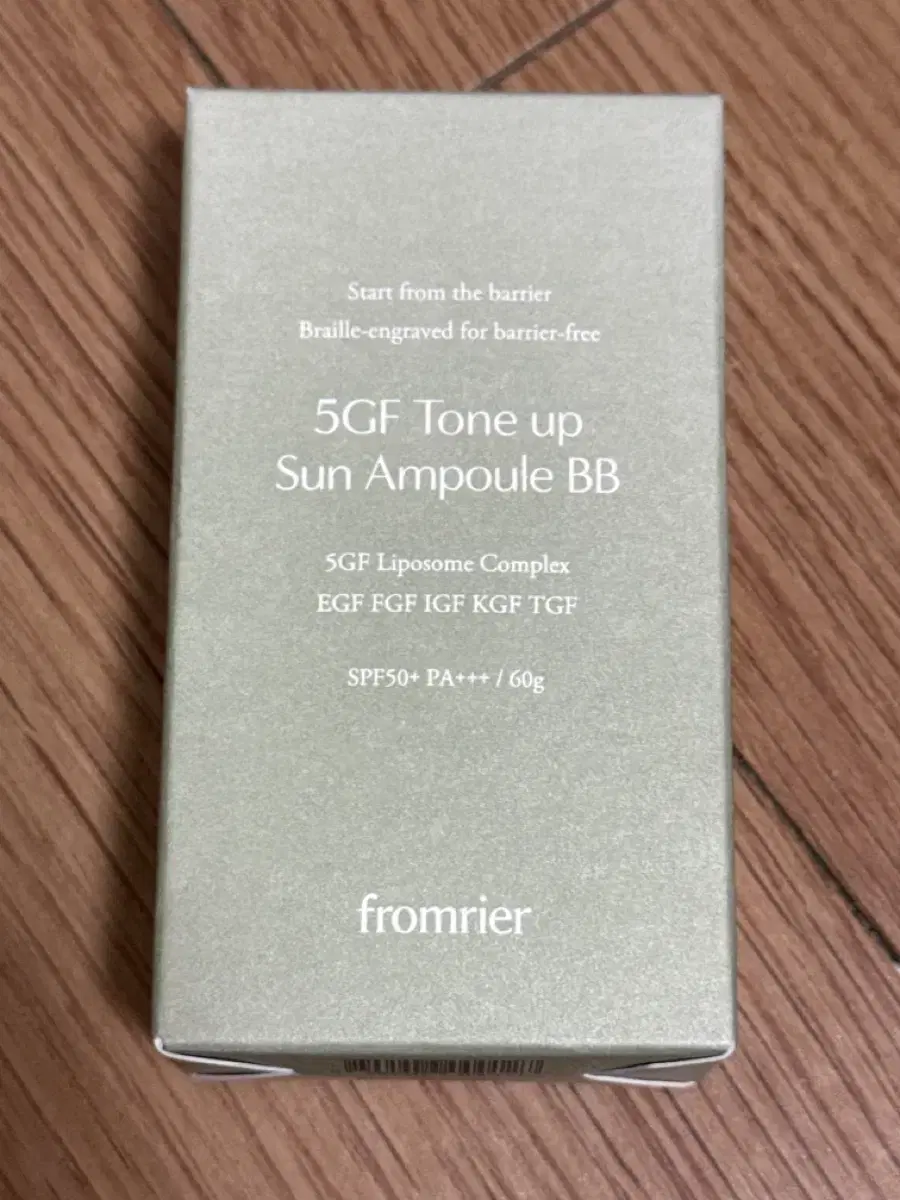 Start from the barrier
Braille-engraved for barrier-free
5GF Tone up
Sun Ampoule BB
5GF Liposome Complex
EGF FGF IGF KGF TGF
SPF50+ PA+++ / 60g
fromrier